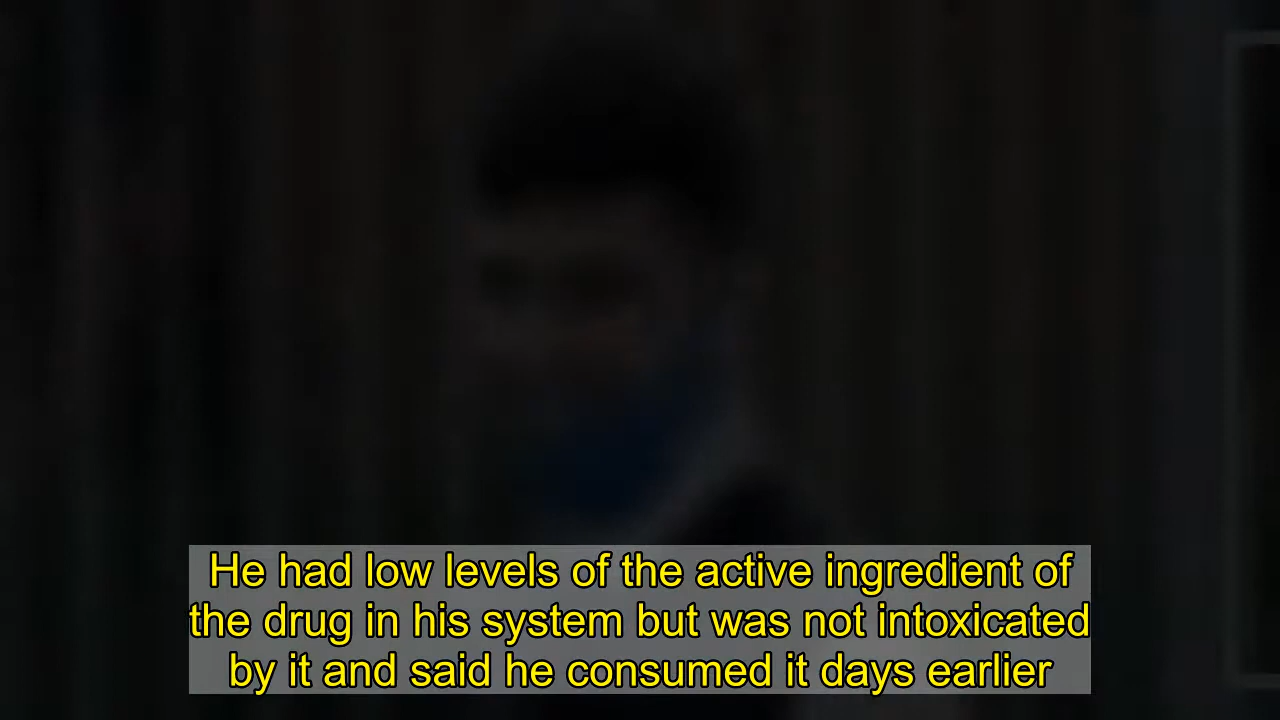 He had low levels of the active ingredient of
the drug in his system but was not intoxicated
by it and said he consumed it days earlier